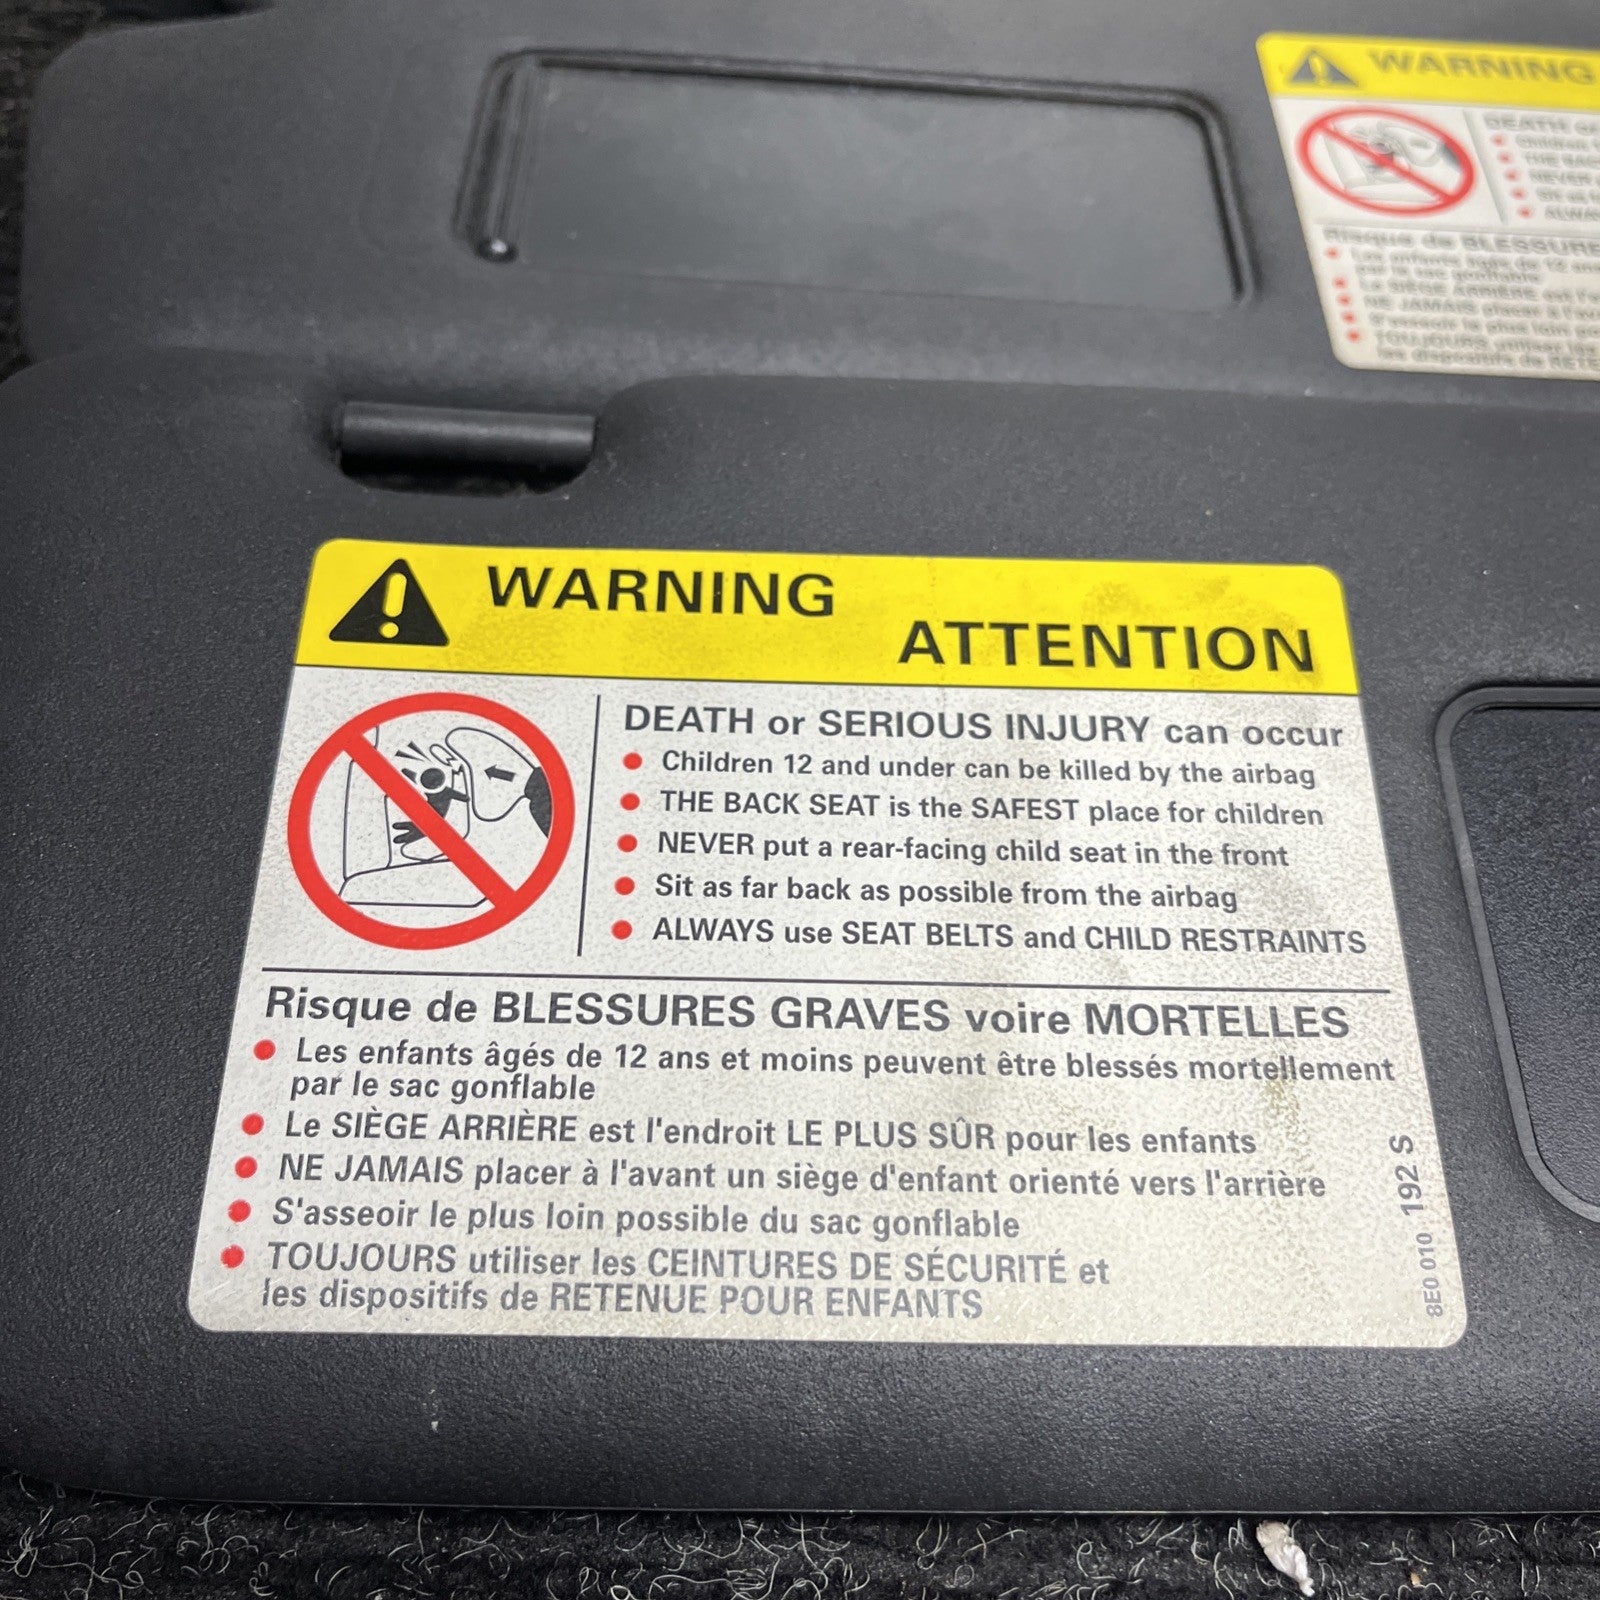 WARNING
DEATH or
Risque de BLESSURE
WARNING
ATTENTION
DEATH or SERIOUS INJURY can occur
Children 12 and under can be killed by the airbag
THE BACK SEAT is the SAFEST place for children
NEVER put a rear-facing child seat in the front
Sit as far back as possible from the airbag
ALWAYS use SEAT BELTS and CHILD RESTRAINTS
Risque de BLESSURES GRAVES voire MORTELLES
Les enfants âgés de 12 ans et moins peuvent être blessés mortellement
par le sac gonflable
Le SIÈGE ARRIÈRE est l'endroit LE PLUS SÛR pour les enfants
NE JAMAIS placer à l'avant un siège d'enfant orienté vers l'arrière
S'asseoir le plus loin possible du sac gonflable
TOUJOURS utiliser les CEINTURES DE SÉCURITÉ et
les dispositifs de RETENUE POUR ENFANTS
8E0 010 192 S